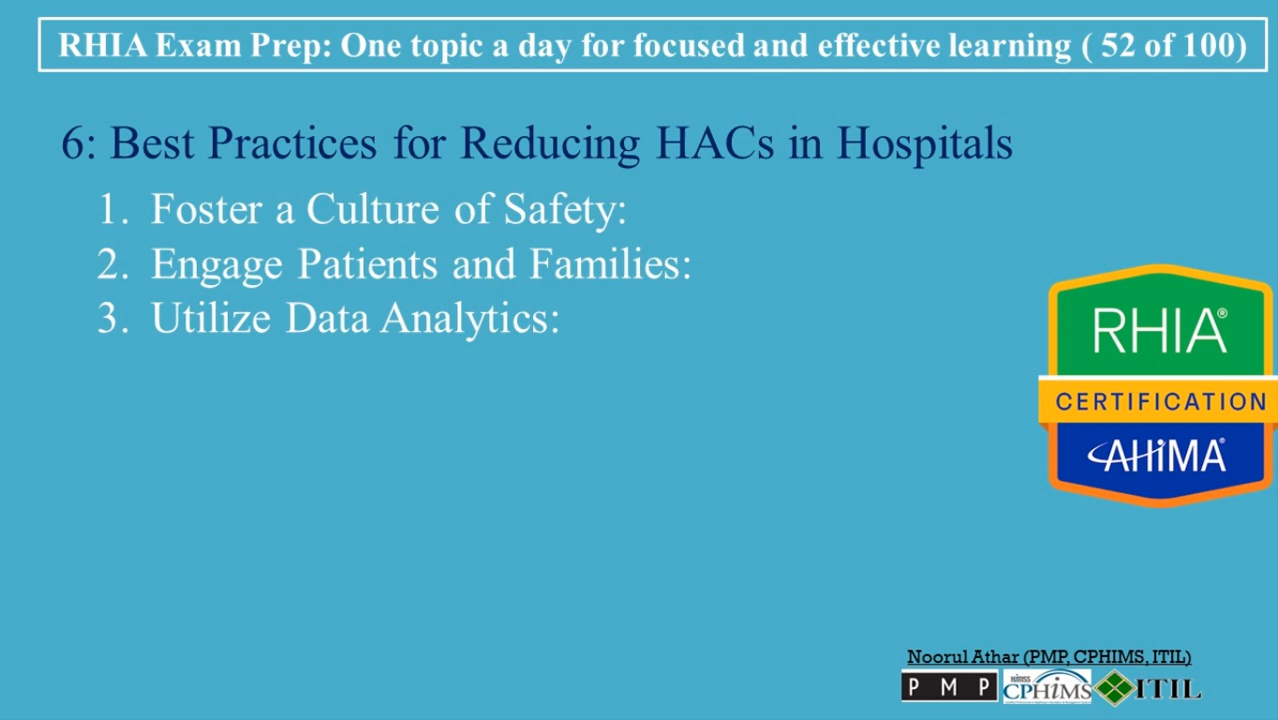 RHIA Exam Prep: One topic a day for focused and effective learning ( 52 of 100)
6: Best Practices for Reducing HACs in Hospitals
1. Foster a Culture of Safety:
2. Engage Patients and Families:
3. Utilize Data Analytics:
RHIA®
CERTIFICATION
AHiMA®
Noorul Athar (PMP, CPHIMS, ITIL)
P M P
himss
CPHiMS
ITIL